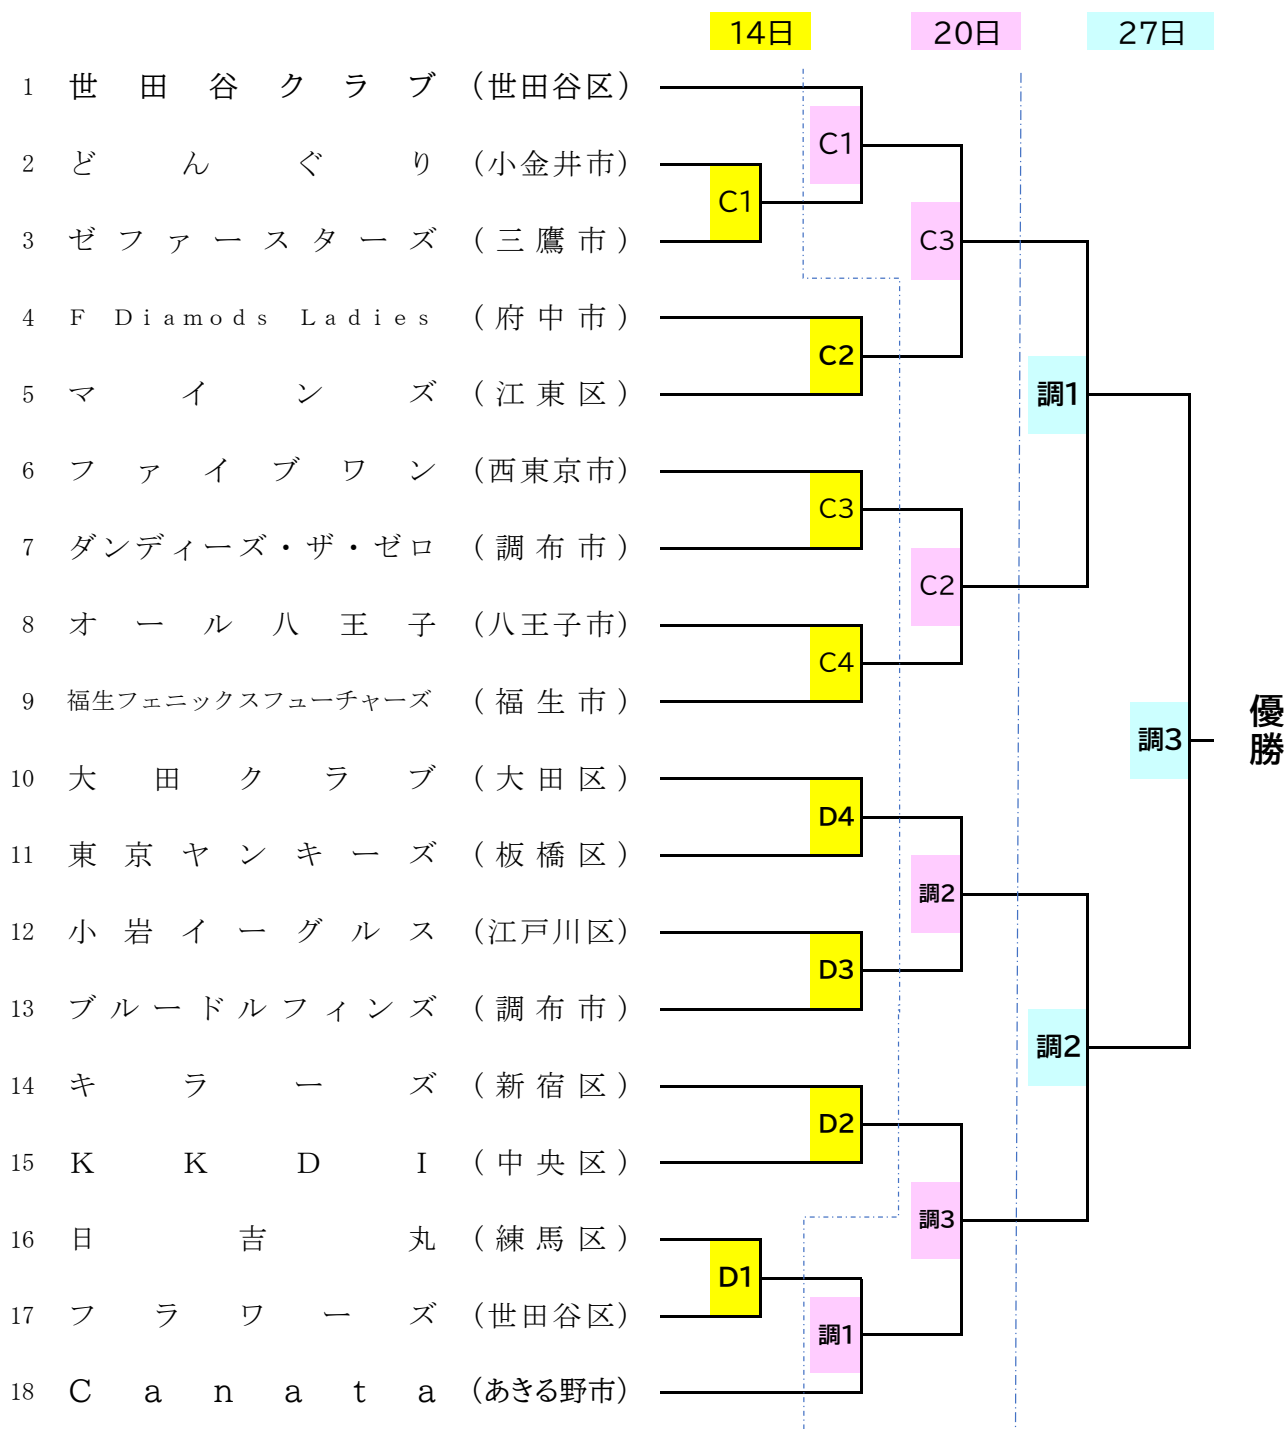 14日 20日 27日
1 世田谷クラブ (世田谷区)
C1
2 どんぐり (小金井市)
C1
3 ゼファースターズ (三鷹市)
C3
4 F Diamods Ladies (府中市)
C2
5 マインズ (江東区)
調1
6 ファイブワン (西東京市)
C3
7 ダンディーズ・ザ・ゼロ (調布市)
C2
8 オール八王子 (八王子市)
C4
9 福生フェニックスフューチャーズ (福生市)
調3
優勝
10 大田クラブ (大田区)
D4
11 東京ヤンキーズ (板橋区)
調2
12 小岩イーグルス (江戸川区)
D3
13 ブルードルフィンズ (調布市)
調2
14 キラーズ (新宿区)
D2
15 KKDI (中央区)
調3
16 日吉丸 (練馬区)
D1
17 フラワーズ (世田谷区)
調1
18 Canata (あきる野市)